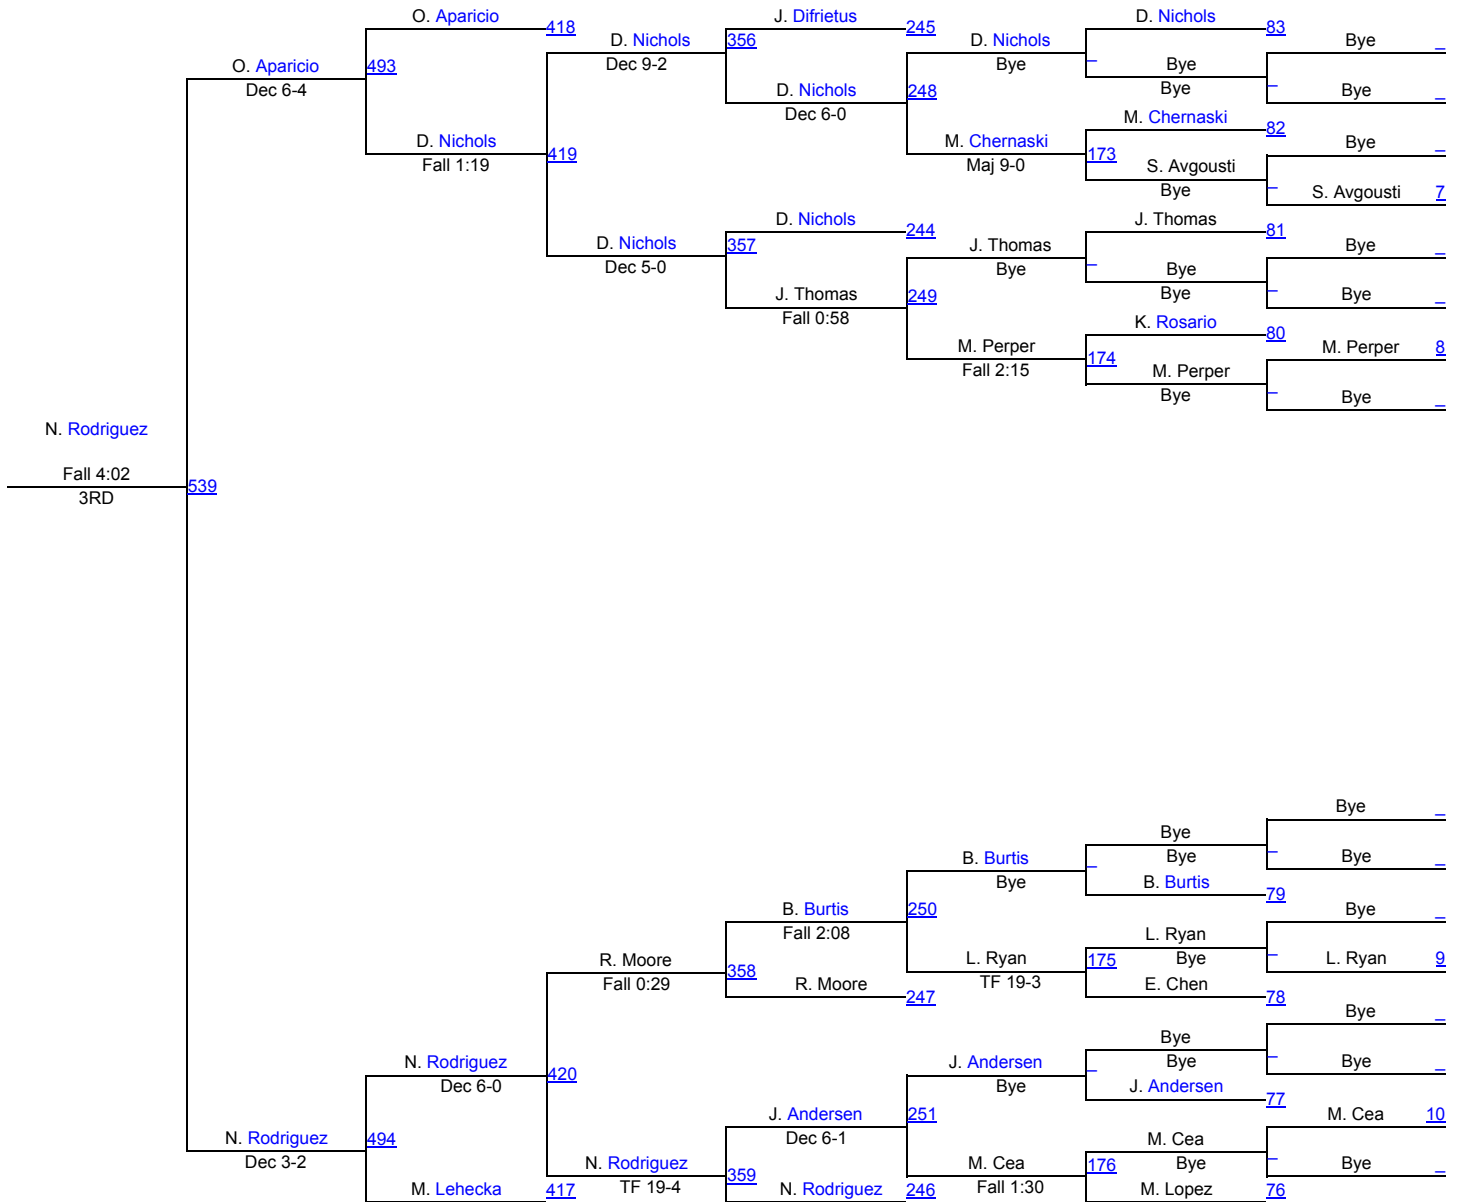 O. Aparicio 418 J. Difrietus 245 D. Nichols 83
D. Nichols 356 D. Nichols Bye _
O. Aparicio 493 Dec 9-2 Bye _ Bye
Dec 6-4 D. Nichols 248 Bye _ Bye _
Dec 6-0 M. Chernaski 82
D. Nichols 419 M. Chernaski 173 Bye _
Fall 1:19 Maj 9-0 S. Avgousti
Bye _ S. Avgousti 7
D. Nichols 244 J. Thomas 81
D. Nichols 357 J. Thomas Bye _
Dec 5-0 Bye _ Bye
J. Thomas 249 Bye _ Bye _
Fall 0:58 K. Rosario 80
M. Perper 174 M. Perper 8
Fall 2:15 M. Perper
Bye _ Bye _
N. Rodriguez
Fall 4:02 539
3RD
Bye _
Bye
B. Burtis _ Bye _ Bye _
Bye B. Burtis 79
B. Burtis 250 Bye _
Fall 2:08 L. Ryan
R. Moore 358 L. Ryan 175 Bye _ L. Ryan 9
Fall 0:29 R. Moore 247 TF 19-3 E. Chen 78
Bye _
Bye
N. Rodriguez 420 J. Andersen _ Bye _ Bye _
Dec 6-0 Bye J. Andersen 77
J. Andersen 251 M. Cea 10
N. Rodriguez 494 Dec 6-1 M. Cea
Dec 3-2 N. Rodriguez 359 M. Cea 176 Bye _ Bye _
M. Lehecka 417 TF 19-4 N. Rodriguez 246 Fall 1:30 M. Lopez 76